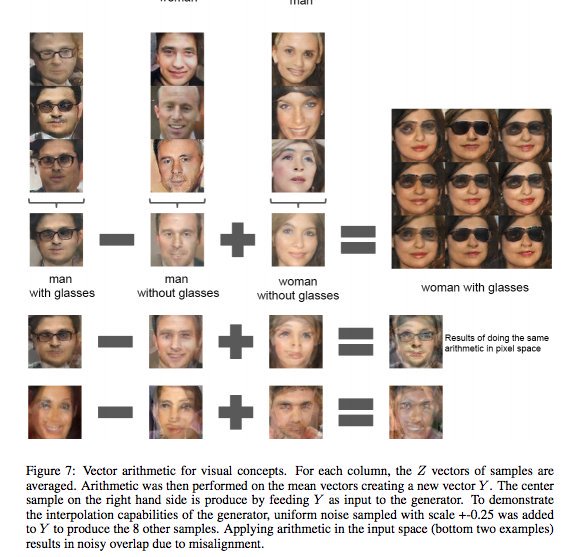 woman
man
man
with glasses
man
without glasses
woman
without glasses
woman with glasses
Results of doing the same
arithmetic in pixel space
Figure 7: Vector arithmetic for visual concepts. For each column, the Z vectors of samples are
averaged. Arithmetic was then performed on the mean vectors creating a new vector Y. The center
sample on the right hand side is produce by feeding Y as input to the generator. To demonstrate
the interpolation capabilities of the generator, uniform noise sampled with scale +-0.25 was added
to Y to produce the 8 other samples. Applying arithmetic in the input space (bottom two examples)
results in noisy overlap due to misalignment.